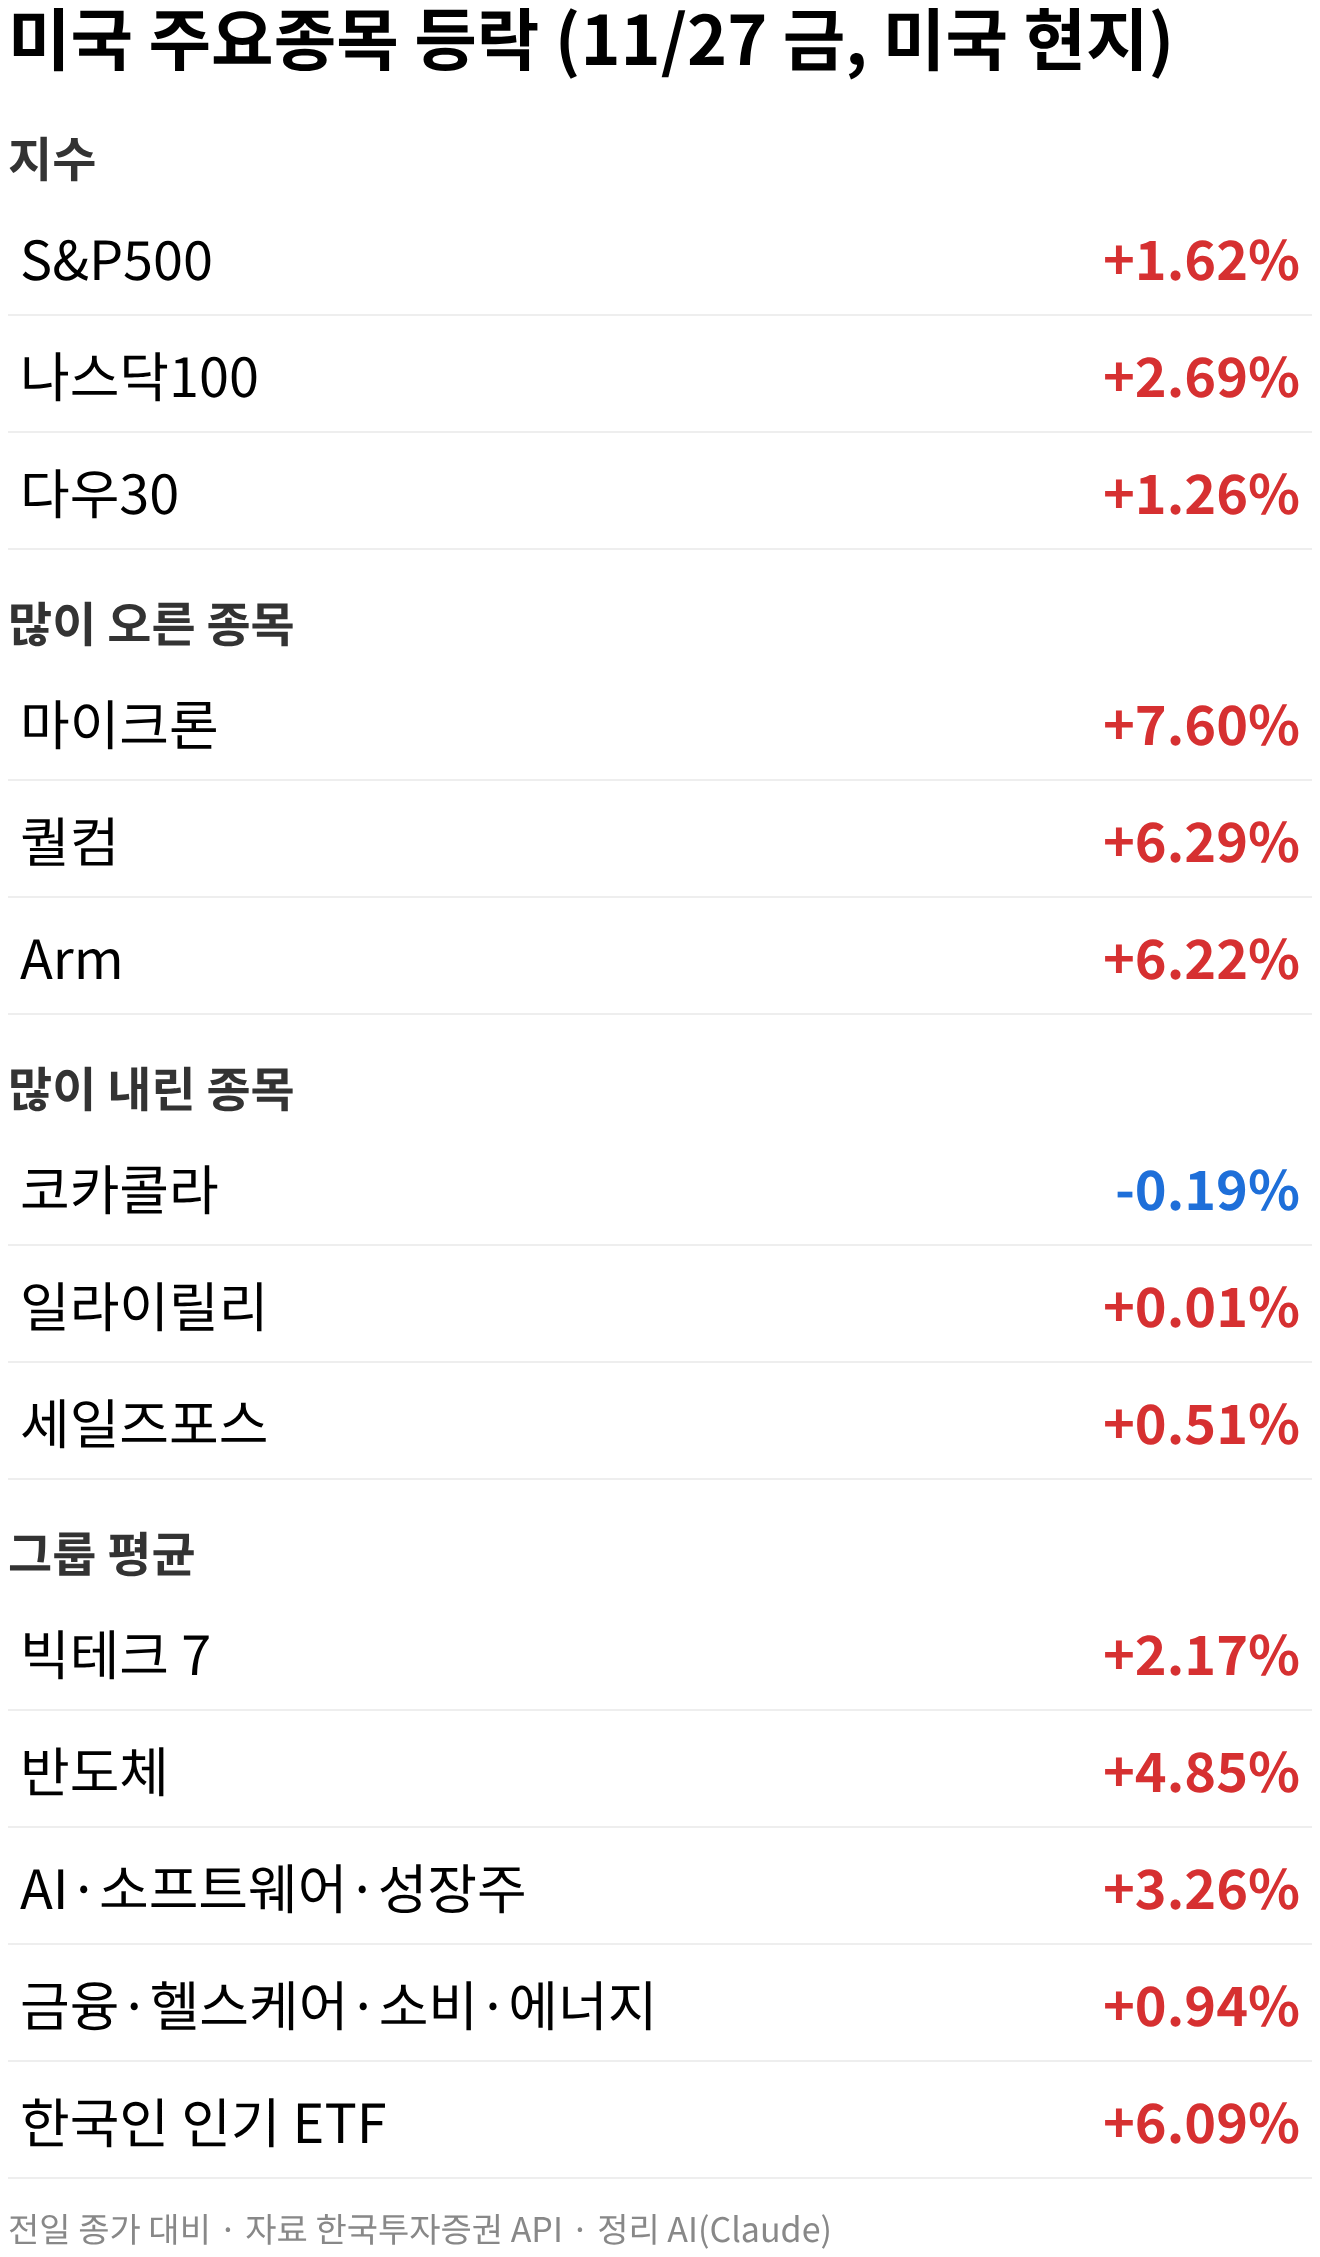 미국 주요종목 등락 (11/27 금, 미국 현지)
지수
S&P500 +1.62%
나스닥100 +2.69%
다우30 +1.26%
많이 오른 종목
마이크론 +7.60%
퀄컴 +6.29%
Arm +6.22%
많이 내린 종목
코카콜라 -0.19%
일라이릴리 +0.01%
세일즈포스 +0.51%
그룹 평균
빅테크 7 +2.17%
반도체 +4.85%
AI·소프트웨어·성장주 +3.26%
금융·헬스케어·소비·에너지 +0.94%
한국인 인기 ETF +6.09%
전일 종가 대비 · 자료 한국투자증권 API · 정리 AI(Claude)